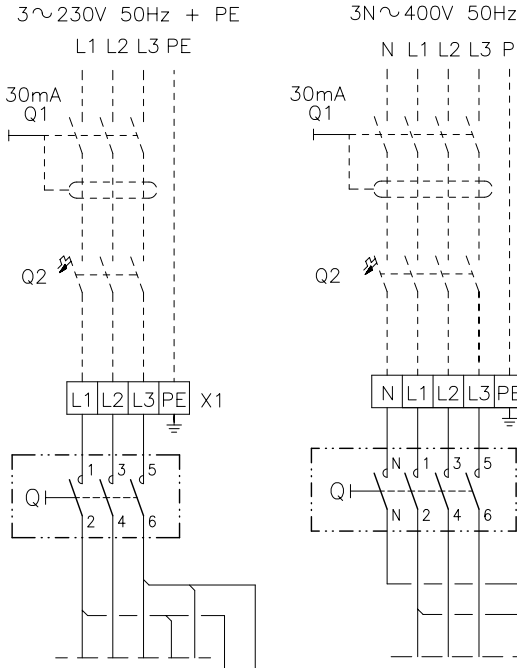 3~230V 50Hz + PE
L1 L2 L3 PE
30mA
Q1
Q2
L1 L2 L3 PE X1
1 3 5
Q
2 4 6
3N~400V 50Hz
N L1 L2 L3 P
30mA
Q1
Q2
N L1 L2 L3 PE
N 1 3 5
Q
N 2 4 6